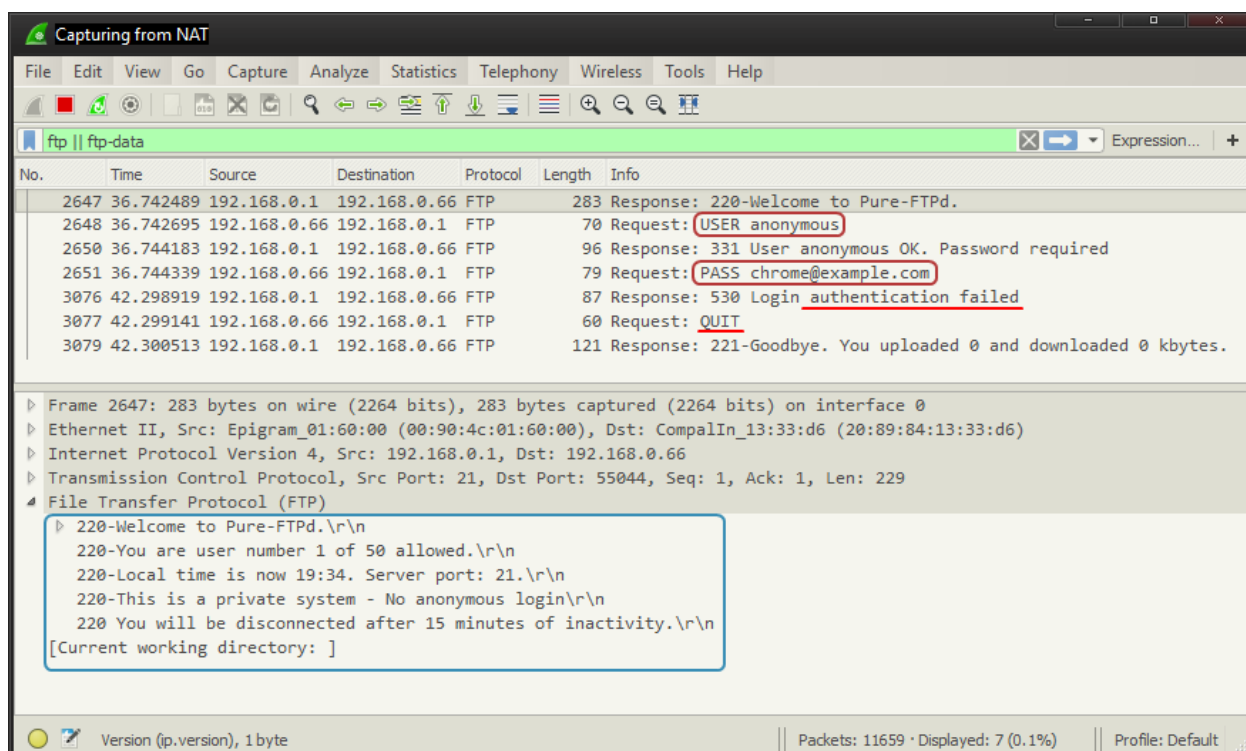 Capturing from NAT
File Edit View Go Capture Analyze Statistics Telephony Wireless Tools Help
ftp || ftp-data
Expression... +
No. Time Source Destination Protocol Length Info
2647 36.742489 192.168.0.1 192.168.0.66 FTP 283 Response: 220-Welcome to Pure-FTPd.
2648 36.742695 192.168.0.66 192.168.0.1 FTP 70 Request: USER anonymous
2650 36.744183 192.168.0.1 192.168.0.66 FTP 96 Response: 331 User anonymous OK. Password required
2651 36.744339 192.168.0.66 192.168.0.1 FTP 79 Request: PASS chrome@example.com
3076 42.298919 192.168.0.1 192.168.0.66 FTP 87 Response: 530 Login authentication failed
3077 42.299141 192.168.0.66 192.168.0.1 FTP 60 Request: QUIT
3079 42.300513 192.168.0.1 192.168.0.66 FTP 121 Response: 221-Goodbye. You uploaded 0 and downloaded 0 kbytes.
Frame 2647: 283 bytes on wire (2264 bits), 283 bytes captured (2264 bits) on interface 0
Ethernet II, Src: Epigram_01:60:00 (00:90:4c:01:60:00), Dst: CompalIn_13:33:d6 (20:89:84:13:33:d6)
Internet Protocol Version 4, Src: 192.168.0.1, Dst: 192.168.0.66
Transmission Control Protocol, Src Port: 21, Dst Port: 55044, Seq: 1, Ack: 1, Len: 229
File Transfer Protocol (FTP)
220-Welcome to Pure-FTPd.\r\n
220-You are user number 1 of 50 allowed.\r\n
220-Local time is now 19:34. Server port: 21.\r\n
220-This is a private system - No anonymous login\r\n
220 You will be disconnected after 15 minutes of inactivity.\r\n
[Current working directory: ]
Version (ip.version), 1 byte
Packets: 11659 · Displayed: 7 (0.1%)
Profile: Default